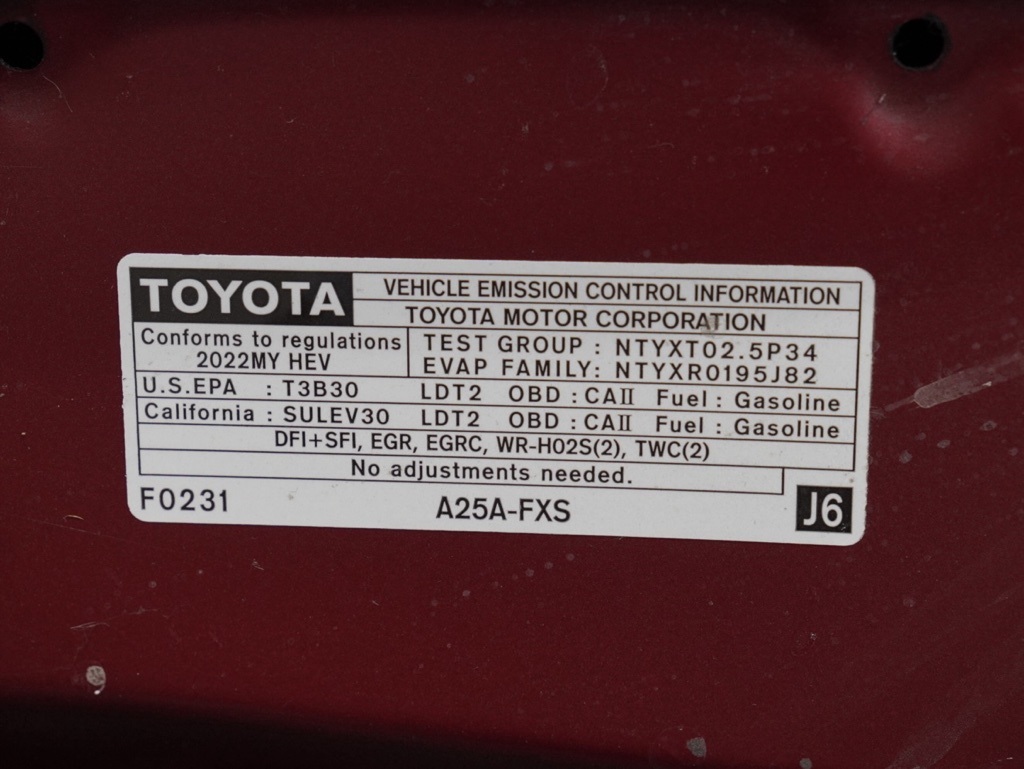 TOYOTA VEHICLE EMISSION CONTROL INFORMATION
TOYOTA MOTOR CORPORATION
Conforms to regulations TEST GROUP : NTYXT02.5P34
2022MY HEV EVAP FAMILY: NTYXR0195J82
U.S.EPA : T3B30 LDT2 OBD : CAII Fuel : Gasoline
California : SULEV30 LDT2 OBD : CAII Fuel : Gasoline
DFI+SFI, EGR, EGRC, WR-HO2S(2), TWC(2)
No adjustments needed.
F0231 A25A-FXS J6